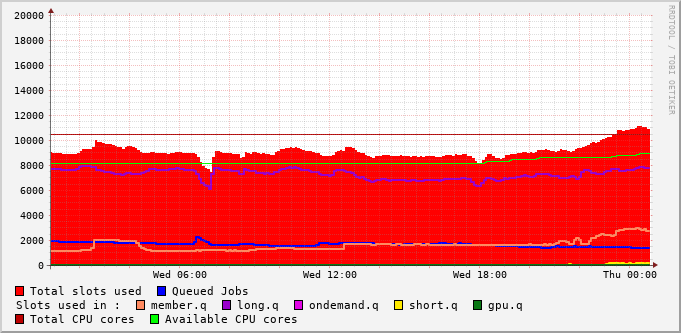 20000
18000
16000
14000
12000
10000
8000
6000
4000
2000
0
Wed 06:00 Wed 12:00 Wed 18:00 Thu 00:00
RRDTOOL / TOBI OETIKER
Total slots used Queued Jobs
Slots used in : member.q long.q ondemand.q short.q gpu.q
Total CPU cores Available CPU cores